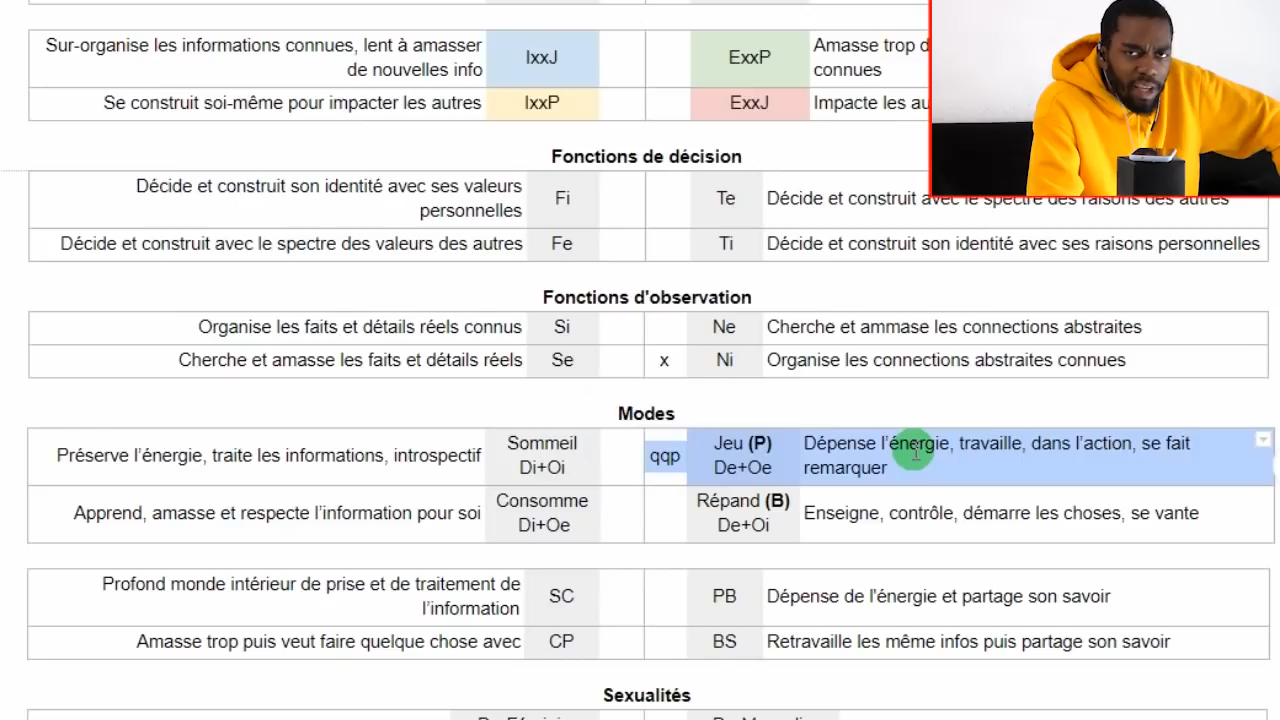 Sur-organise les informations connues, lent à amasser
de nouvelles info
IxxJ
ExxP
Amasse trop
connues
Se construit soi-même pour impacter les autres
IxxP
ExxJ
Impacte les
Fonctions de décision
Décide et construit son identité avec ses valeurs
personnelles
Fi
Te
Décide et construit avec le spectre des raisons des autres
Décide et construit avec le spectre des valeurs des autres
Fe
Ti
Décide et construit son identité avec ses raisons personnelles
Fonctions d'observation
Organise les faits et détails réels connus
Si
Ne
Cherche et ammase les connections abstraites
Cherche et amasse les faits et détails réels
Se
x
Ni
Organise les connections abstraites connues
Modes
Préserve l’énergie, traite les informations, introspectif
Sommeil
Di+Oi
qqp
Jeu (P)
De+Oe
Dépense l’énergie, travaille, dans l’action, se fait
remarquer
Apprend, amasse et respecte l’information pour soi
Consomme
Di+Oe
Répand (B)
De+Oi
Enseigne, contrôle, démarre les choses, se vante
Profond monde intérieur de prise et de traitement de
l’information
SC
PB
Dépense de l'énergie et partage son savoir
Amasse trop puis veut faire quelque chose avec
CP
BS
Retravaille les même infos puis partage son savoir
Sexualités